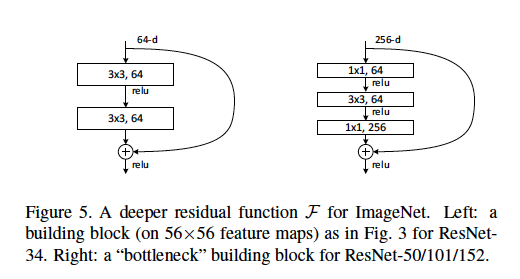 64-d
3x3, 64
relu
3x3, 64
+
relu
256-d
1x1, 64
relu
3x3, 64
relu
1x1, 256
+
relu
Figure 5. A deeper residual function F for ImageNet. Left: a
building block (on 56×56 feature maps) as in Fig. 3 for ResNet-
34. Right: a “bottleneck” building block for ResNet-50/101/152.